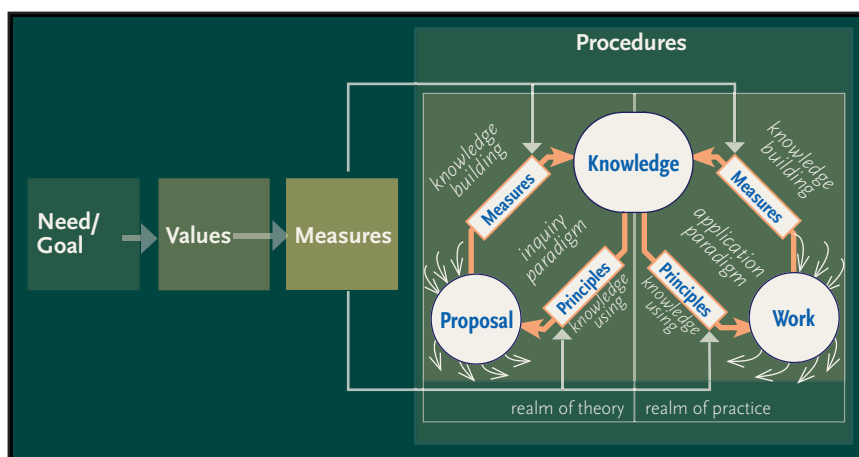 Procedures
Need/
Goal
Values
Measures
knowledge
building
Measures
Knowledge
knowledge
building
Measures
inquiry
paradigm
application
paradigm
Principles
knowledge
using
Principles
knowledge
using
Proposal
Work
realm of theory
realm of practice